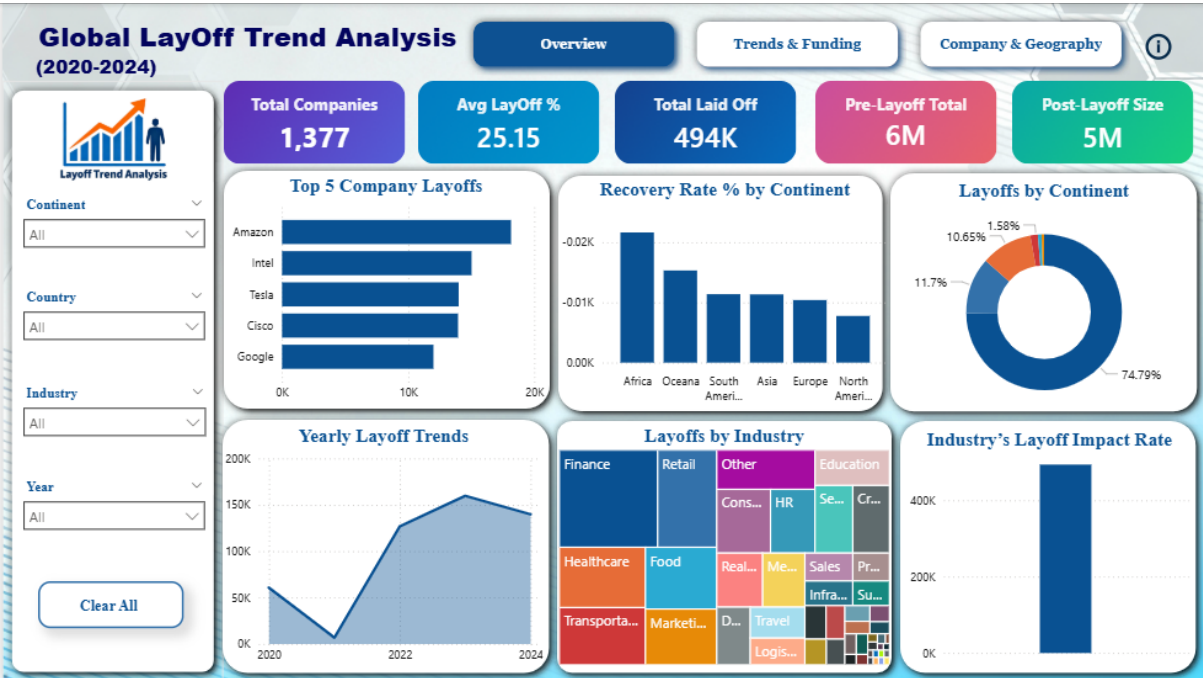 Global LayOff Trend Analysis
(2020-2024)
Overview
Trends & Funding
Company & Geography
i
Layoff Trend Analysis
Continent
All
Country
All
Industry
All
Year
All
Clear All
Total Companies
1,377
Avg LayOff %
25.15
Total Laid Off
494K
Pre-Layoff Total
6M
Post-Layoff Size
5M
Top 5 Company Layoffs
Amazon
Intel
Tesla
Cisco
Google
0K 10K 20K
Recovery Rate % by Continent
-0.02K
-0.01K
0.00K
Africa Oceana South Ameri... Asia Europe North Ameri...
Layoffs by Continent
1.58%
10.65%
11.7%
74.79%
Yearly Layoff Trends
200K
150K
100K
50K
0K
2020 2022 2024
Layoffs by Industry
Finance
Retail
Other
Education
Cons...
HR
Se...
Cr...
Healthcare
Food
Real...
Me...
Sales
Pr...
Infra...
Su...
Transporta...
Marketi...
D...
Travel
Logis...
Industry's Layoff Impact Rate
400K
200K
0K